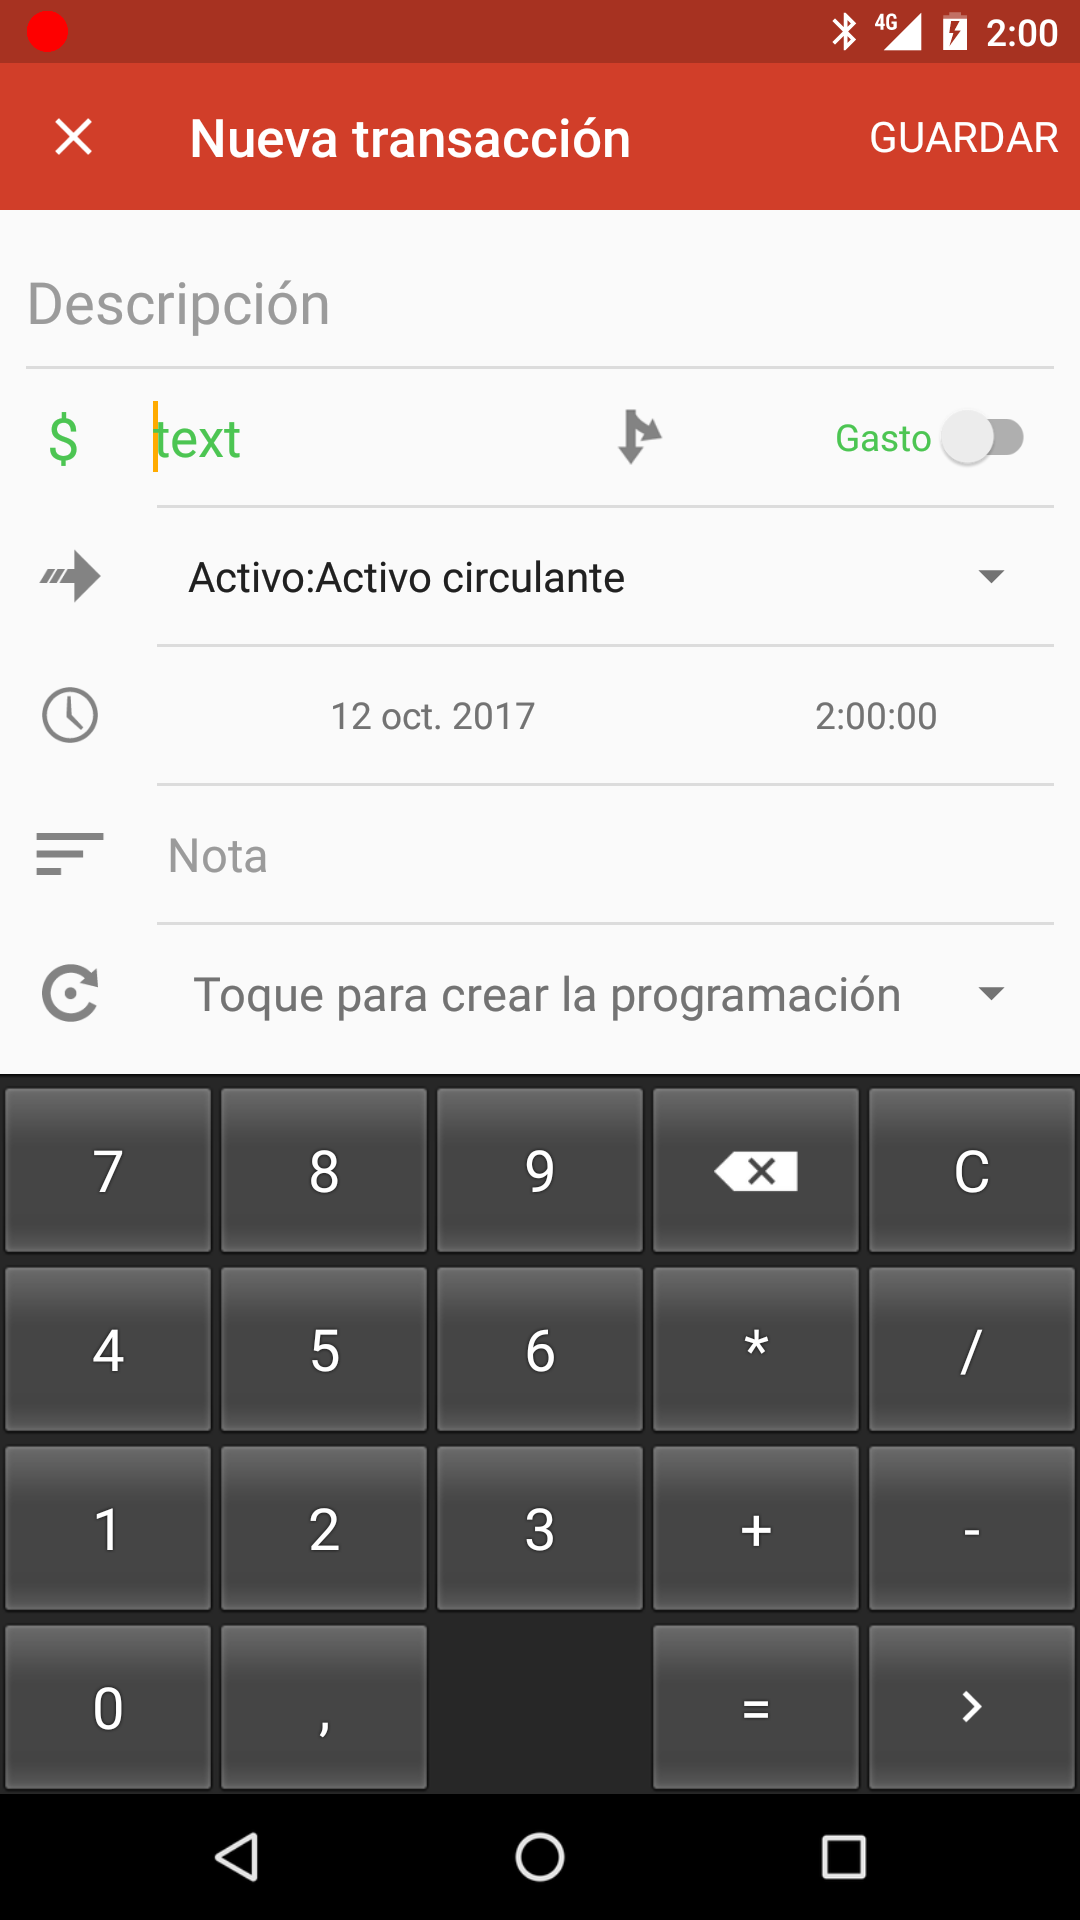 4G 2:00
Nueva transacción GUARDAR
Descripción
$ text Gasto
Activo:Activo circulante
12 oct. 2017 2:00:00
Nota
Toque para crear la programación
7 8 9 C
4 5 6 * /
1 2 3 + -
0 , = >